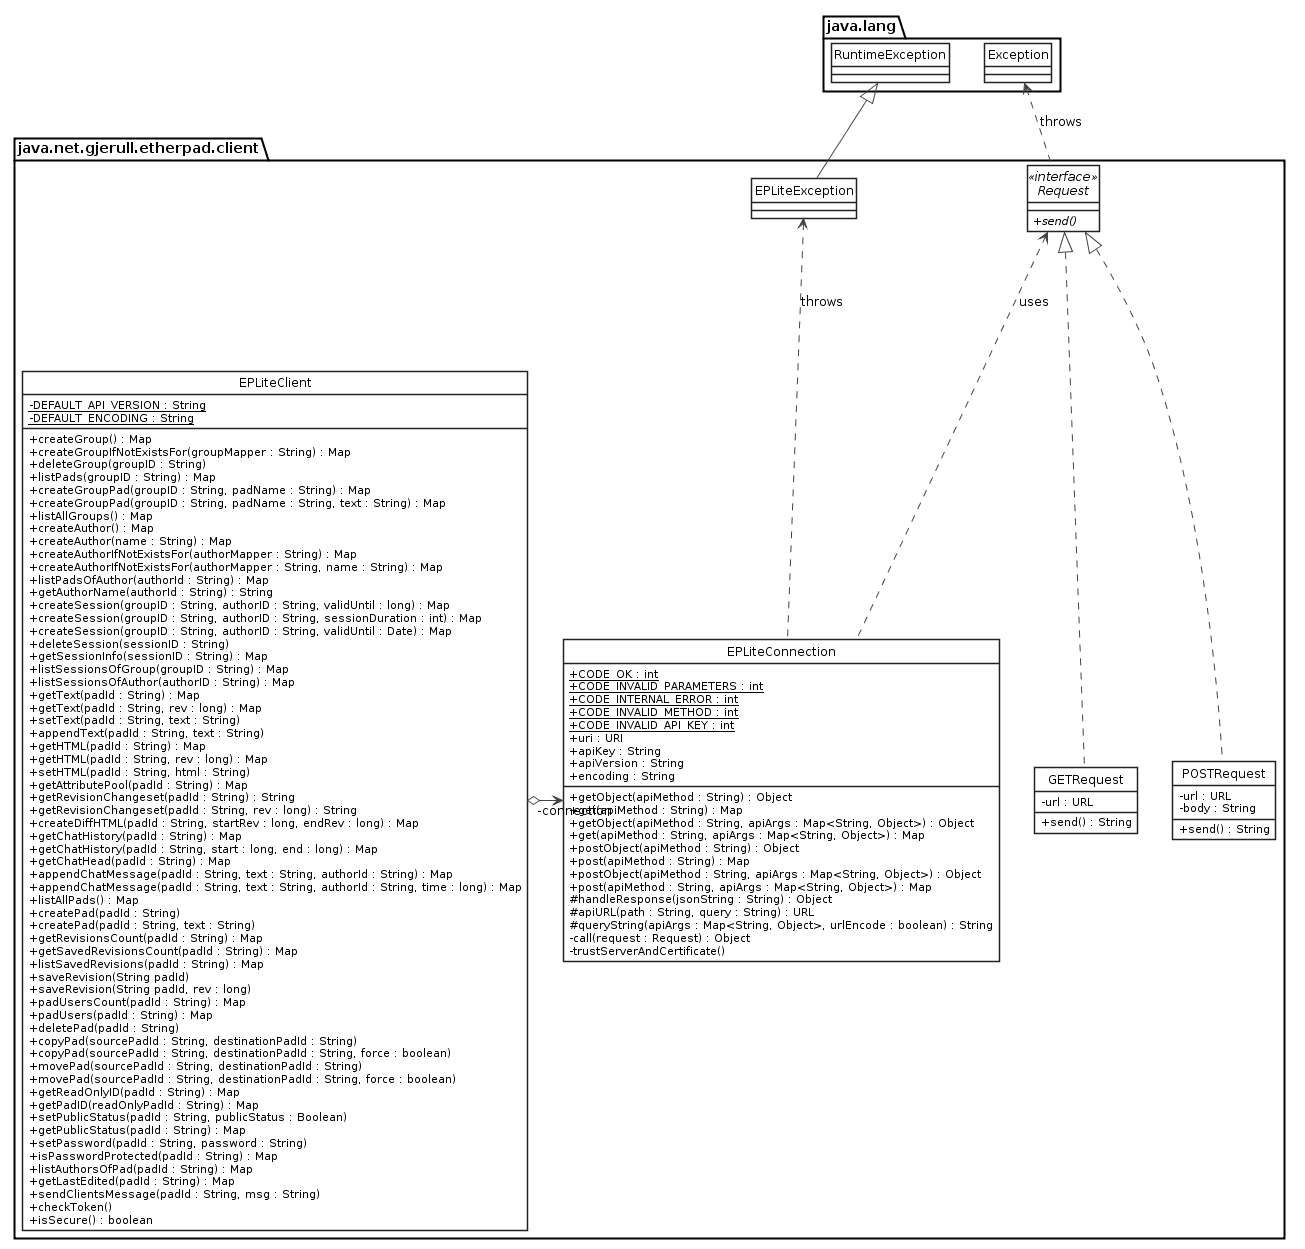 java.lang
RuntimeException
Exception
throws
java.net.gjerull.etherpad.client
EPLiteException
«interface»
Request
+send()
throws
uses
EPLiteClient
-DEFAULT_API_VERSION : String
-DEFAULT_ENCODING : String
+createGroup() : Map
+createGroupIfNotExistsFor(groupMapper : String) : Map
+deleteGroup(groupID : String)
+listPads(groupID : String) : Map
+createGroupPad(groupID : String, padName : String) : Map
+createGroupPad(groupID : String, padName : String, text : String) : Map
+listAllGroups() : Map
+createAuthor() : Map
+createAuthor(name : String) : Map
+createAuthorIfNotExistsFor(authorMapper : String) : Map
+createAuthorIfNotExistsFor(authorMapper : String, name : String) : Map
+listPadsOfAuthor(authorId : String) : Map
+getAuthorName(authorId : String) : String
+createSession(groupID : String, authorID : String, validUntil : long) : Map
+createSession(groupID : String, authorID : String, sessionDuration : int) : Map
+createSession(groupID : String, authorID : String, validUntil : Date) : Map
+deleteSession(sessionID : String)
+getSessionInfo(sessionID : String) : Map
+listSessionsOfGroup(groupID : String) : Map
+listSessionsOfAuthor(authorID : String) : Map
+getText(padId : String) : Map
+getText(padId : String, rev : long) : Map
+setText(padId : String, text : String)
+appendText(padId : String, text : String)
+getHTML(padId : String) : Map
+getHTML(padId : String, rev : long) : Map
+setHTML(padId : String, html : String)
+getAttributePool(padId : String) : Map
+getRevisionChangeset(padId : String) : String
+getRevisionChangeset(padId : String, rev : long) : String
+createDiffHTML(padId : String, startRev : long, endRev : long) : Map
+getChatHistory(padId : String) : Map
+getChatHistory(padId : String, start : long, end : long) : Map
+getChatHead(padId : String) : Map
+appendChatMessage(padId : String, text : String, authorId : String) : Map
+appendChatMessage(padId : String, text : String, authorId : String, time : long) : Map
+listAllPads() : Map
+createPad(padId : String)
+createPad(padId : String, text : String)
+getRevisionsCount(padId : String) : Map
+getSavedRevisionsCount(padId : String) : Map
+listSavedRevisions(padId : String) : Map
+saveRevision(String padId)
+saveRevision(String padId, rev : long)
+padUsersCount(padId : String) : Map
+padUsers(padId : String) : Map
+deletePad(padId : String)
+copyPad(sourcePadId : String, destinationPadId : String)
+copyPad(sourcePadId : String, destinationPadId : String, force : boolean)
+movePad(sourcePadId : String, destinationPadId : String)
+movePad(sourcePadId : String, destinationPadId : String, force : boolean)
+getReadOnlyID(padId : String) : Map
+getPadID(readOnlyPadId : String) : Map
+setPublicStatus(padId : String, publicStatus : Boolean)
+getPublicStatus(padId : String) : Map
+setPassword(padId : String, password : String)
+isPasswordProtected(padId : String) : Map
+listAuthorsOfPad(padId : String) : Map
+getLastEdited(padId : String) : Map
+sendClientsMessage(padId : String, msg : String)
+checkToken()
+isSecure() : boolean
-connection
EPLiteConnection
+CODE_OK : int
+CODE_INVALID_PARAMETERS : int
+CODE_INTERNAL_ERROR : int
+CODE_INVALID_METHOD : int
+CODE_INVALID_API_KEY : int
+uri : URI
+apiKey : String
+apiVersion : String
+encoding : String
+getObject(apiMethod : String) : Object
+get(apiMethod : String) : Map
+getObject(apiMethod : String, apiArgs : Map<String, Object>) : Object
+get(apiMethod : String, apiArgs : Map<String, Object>) : Map
+postObject(apiMethod : String) : Object
+post(apiMethod : String) : Map
+postObject(apiMethod : String, apiArgs : Map<String, Object>) : Object
+post(apiMethod : String, apiArgs : Map<String, Object>) : Map
#handleResponse(jsonString : String) : Object
#apiURL(path : String, query : String) : URL
#queryString(apiArgs : Map<String, Object>, urlEncode : boolean) : String
-call(request : Request) : Object
-trustServerAndCertificate()
GETRequest
-url : URL
+send() : String
POSTRequest
-url : URL
-body : String
+send() : String